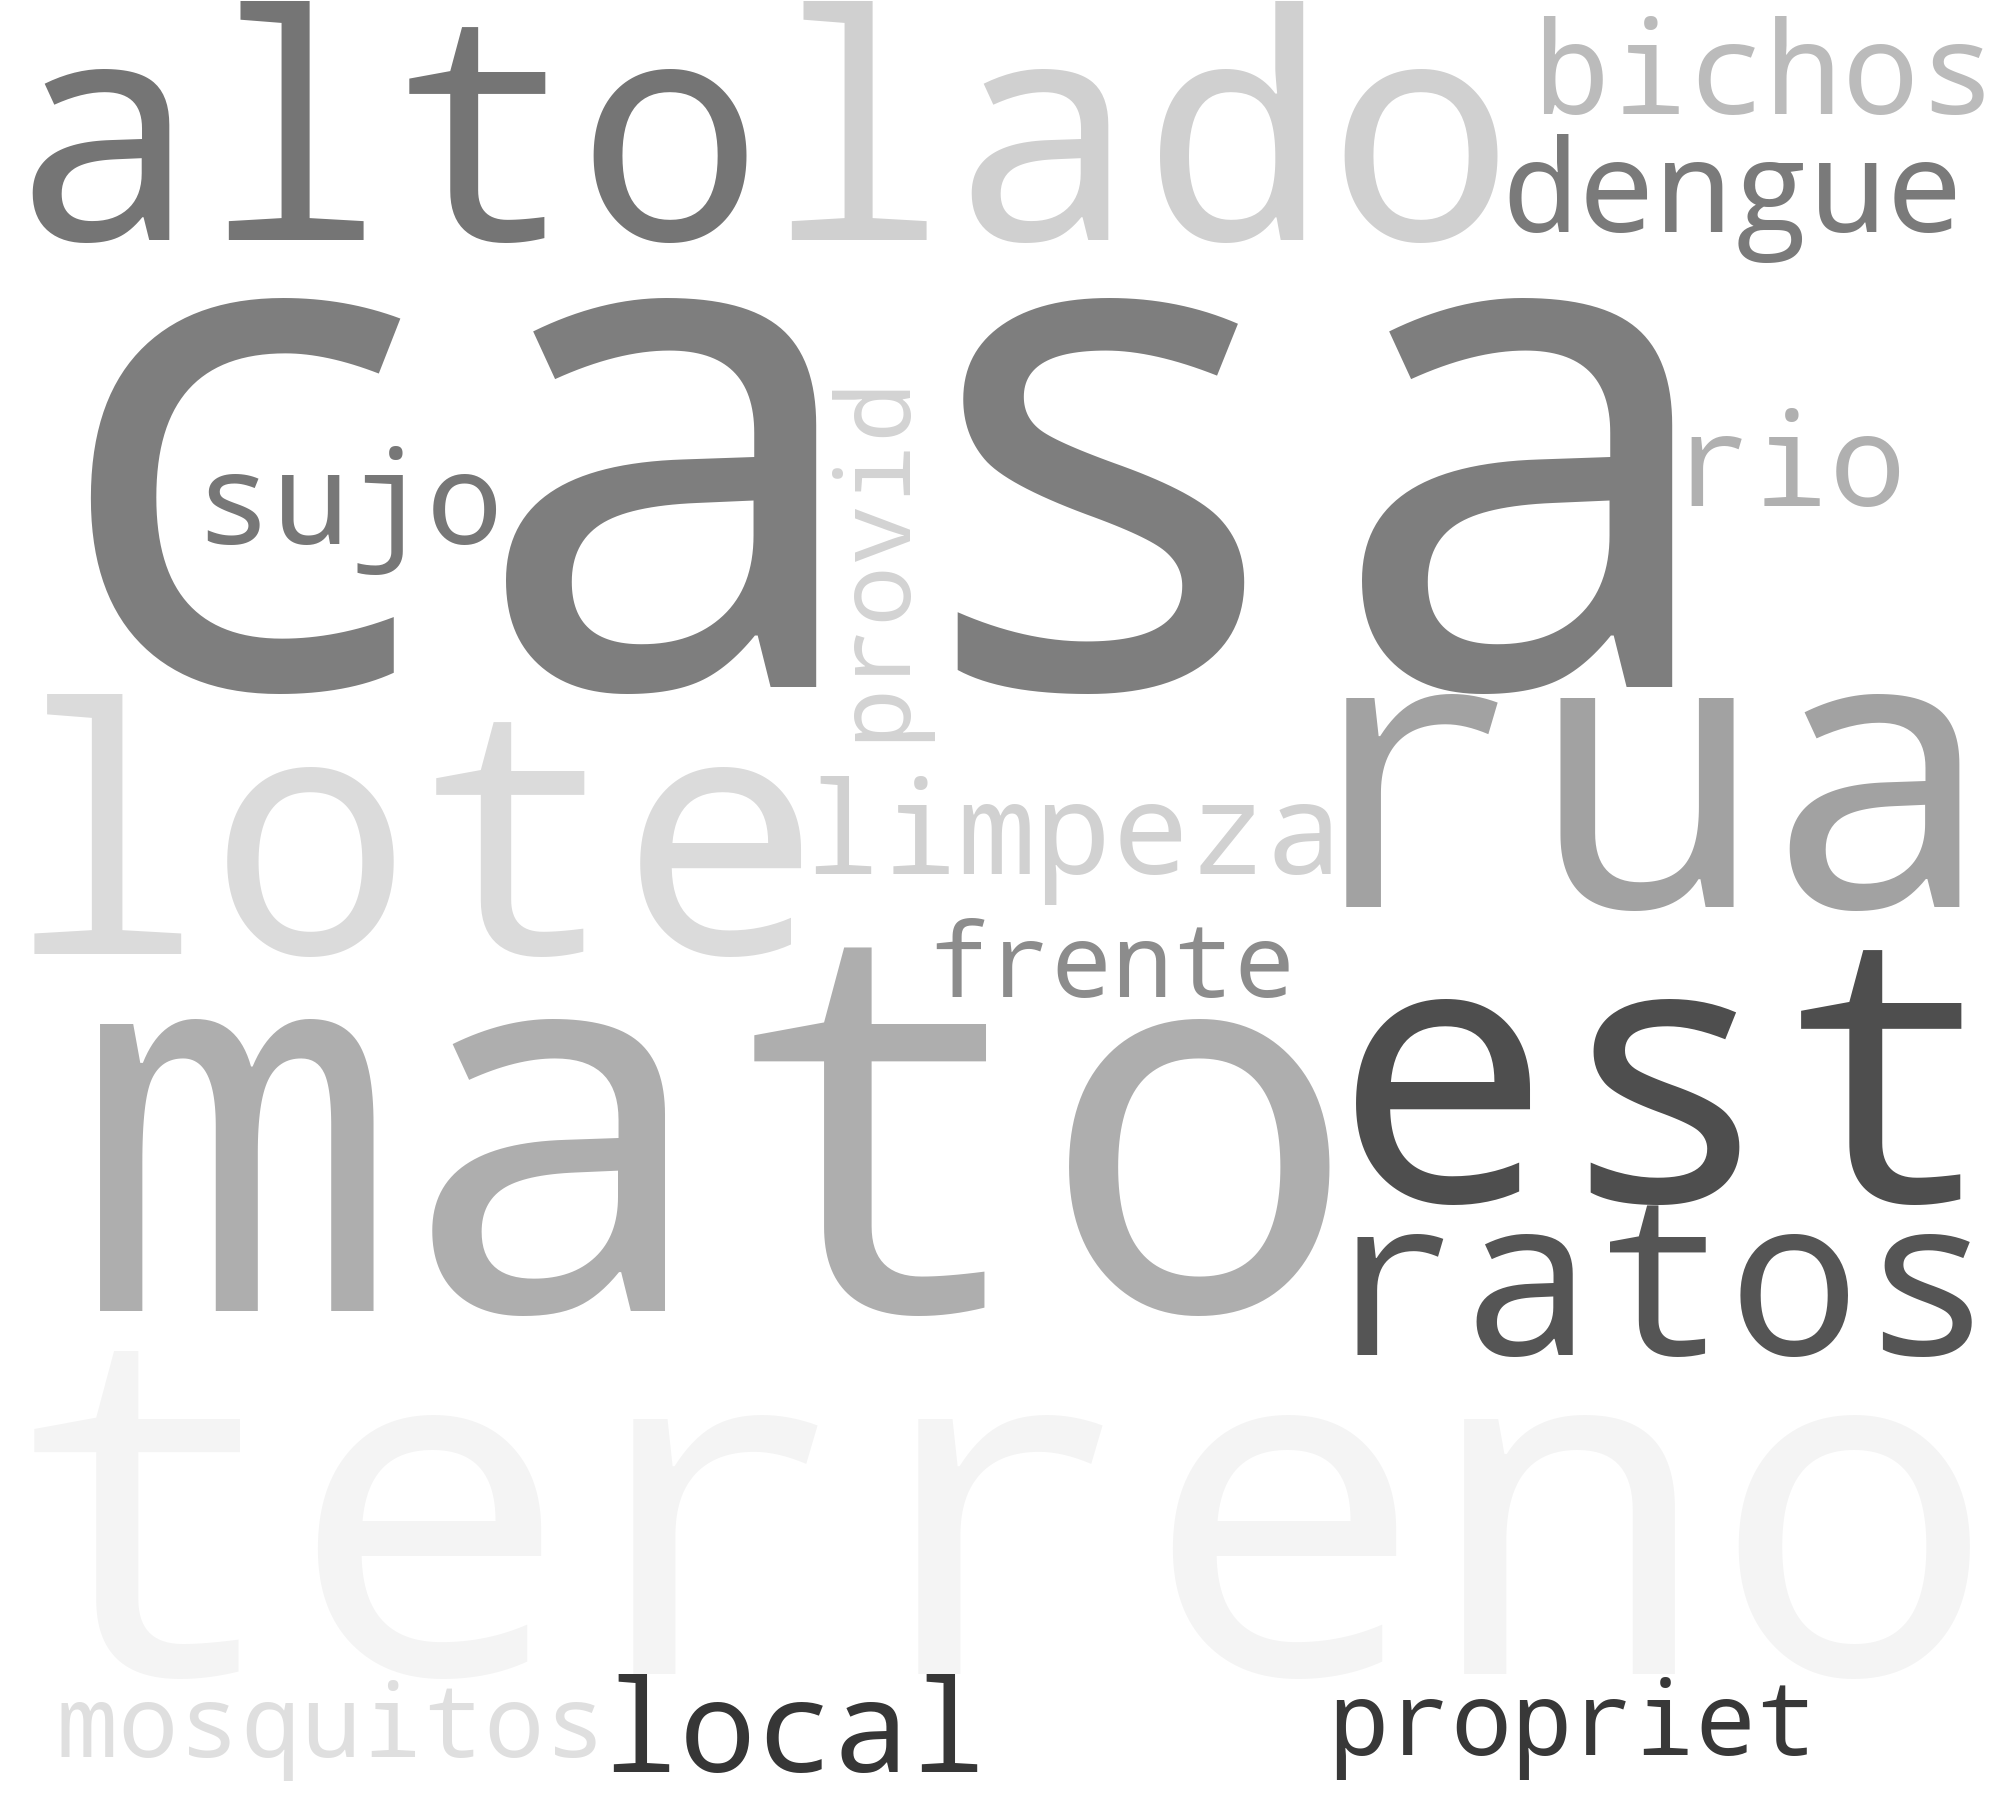 alto lado bichos
dengue
casa
sujo
provid
rio
lote
limpeza
rua
frente
mato
est
ratos
terreno
mosquitos local propriet